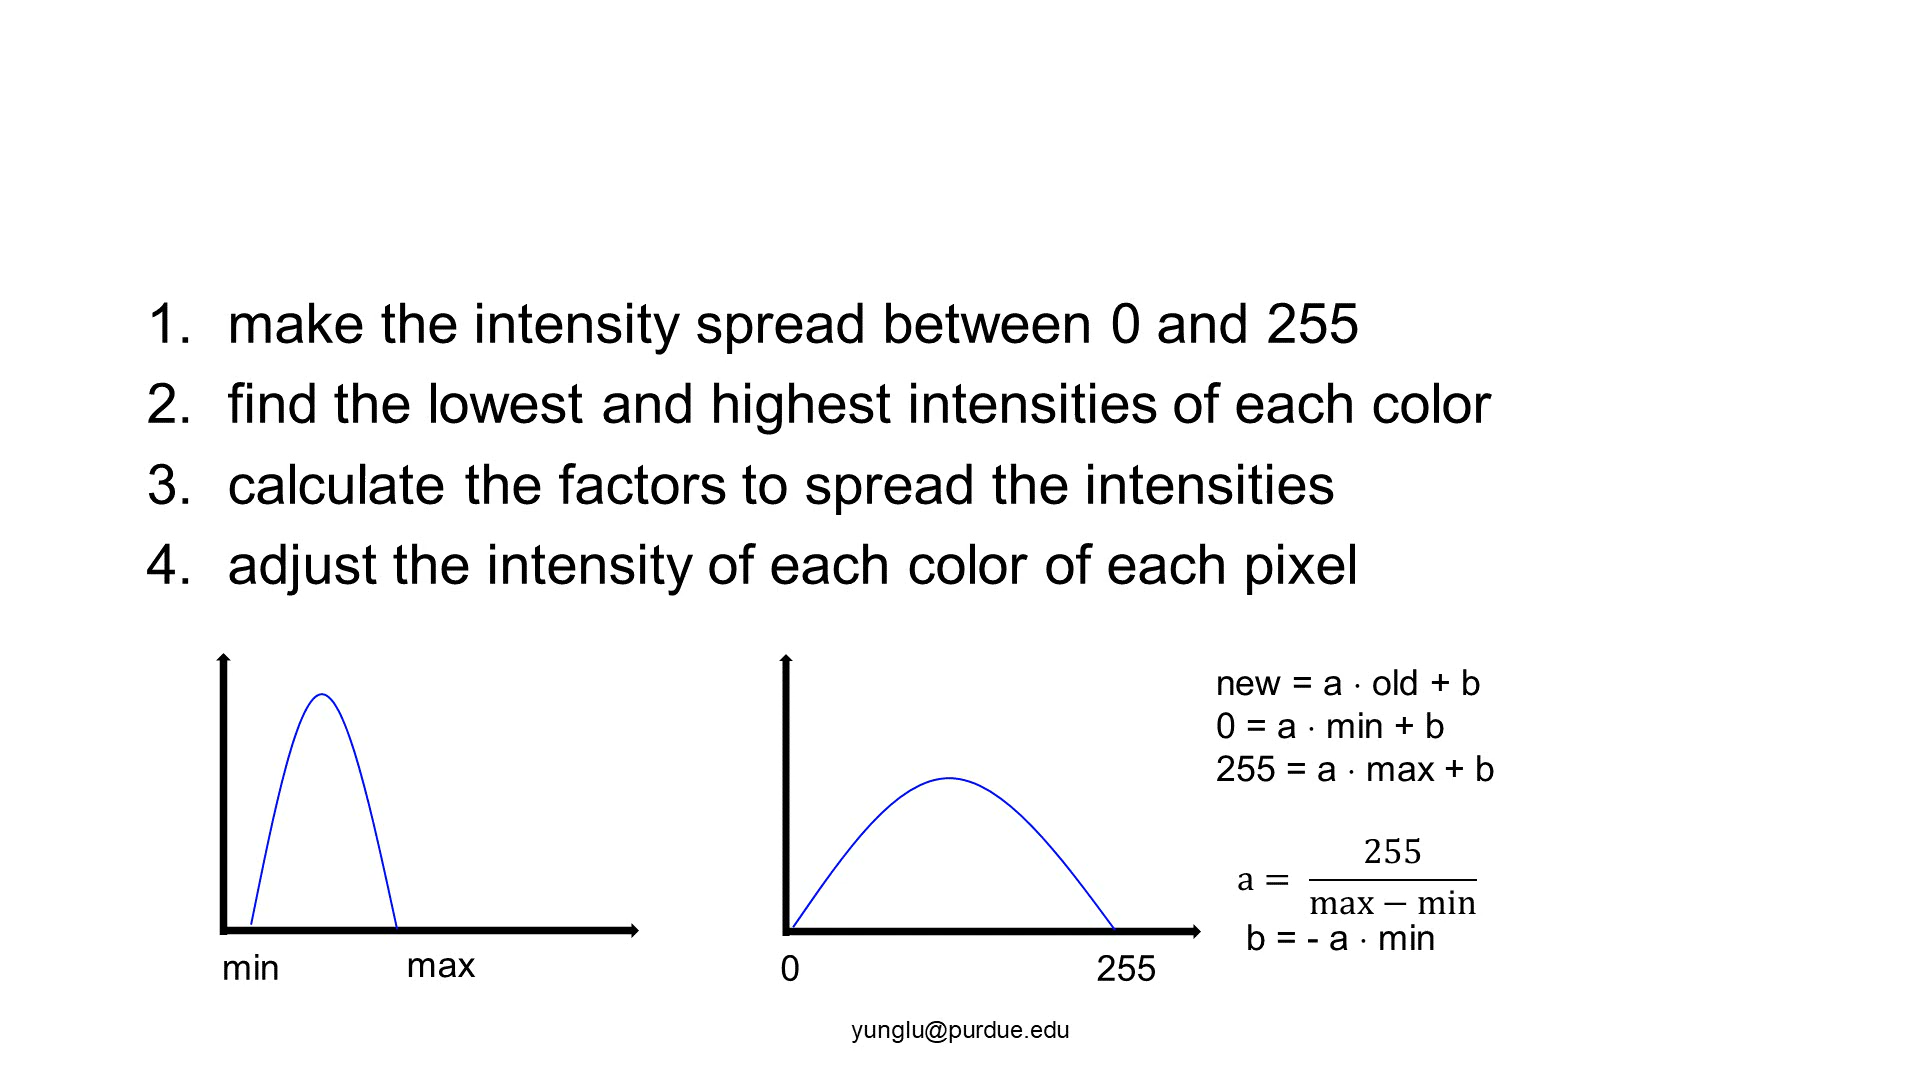 1. make the intensity spread between 0 and 255
2. find the lowest and highest intensities of each color
3. calculate the factors to spread the intensities
4. adjust the intensity of each color of each pixel
min
max
0
255
new = a · old + b
0 = a · min + b
255 = a · max + b
a = 255 / (max − min)
b = - a · min
yunglu@purdue.edu